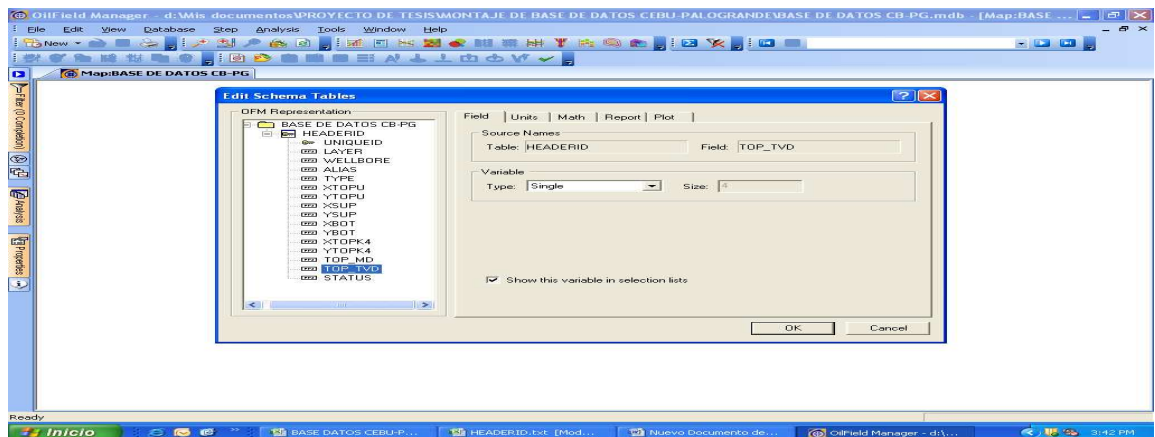 OilField Manager - d:\Mis documentos\PROYECTO DE TESIS\MONTAJE DE BASE DE DATOS CEBU-PALOGRANDE\BASE DE DATOS CB-PG.mdb - [Map:BASE ...
File Edit View Database Step Analysis Tools Window Help
New
Map:BASE DE DATOS CB-PG
Filter (0 Completion)
Analysis
Properties
Edit Schema Tables
OFM Representation
BASE DE DATOS CB-PG
HEADERID
UNIQUEID
LAYER
WELLBORE
ALIAS
TYPE
XTOPU
YTOPU
XSUP
YSUP
XBOT
YBOT
XTOPK4
YTOPK4
TOP_MD
TOP_TVD
STATUS
Field Units Math Report Plot
Source Names
Table: HEADERID Field: TOP_TVD
Variable
Type: Single Size: 4
Show this variable in selection lists
OK Cancel
Ready
Inicio BASE DATOS CEBU-P... HEADERID.txt [Mod... Nuevo Documento de... OilField Manager - d:\... 3:42 PM